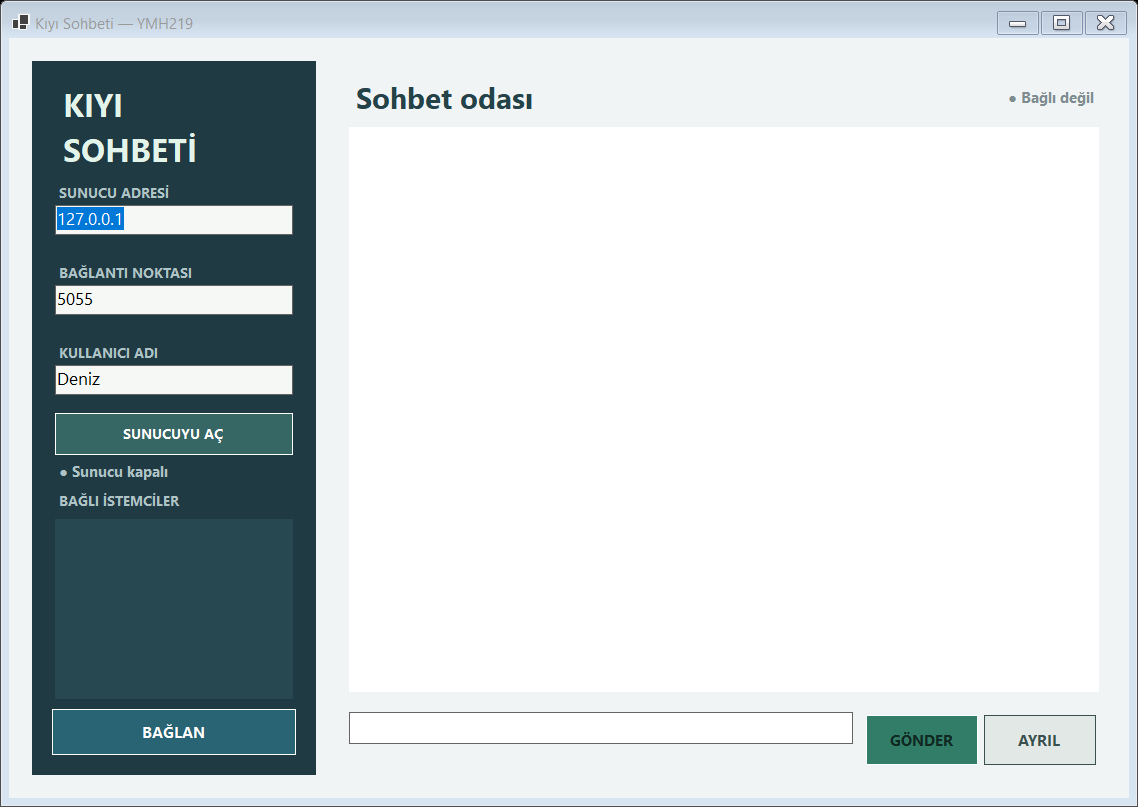 Kıyı Sohbeti — YMH219
KIYI
SOHBETİ
SUNUCU ADRESİ
127.0.0.1
BAĞLANTI NOKTASI
5055
KULLANICI ADI
Deniz
SUNUCUYU AÇ
● Sunucu kapalı
BAĞLI İSTEMCİLER
BAĞLAN
Sohbet odası
● Bağlı değil
GÖNDER
AYRIL